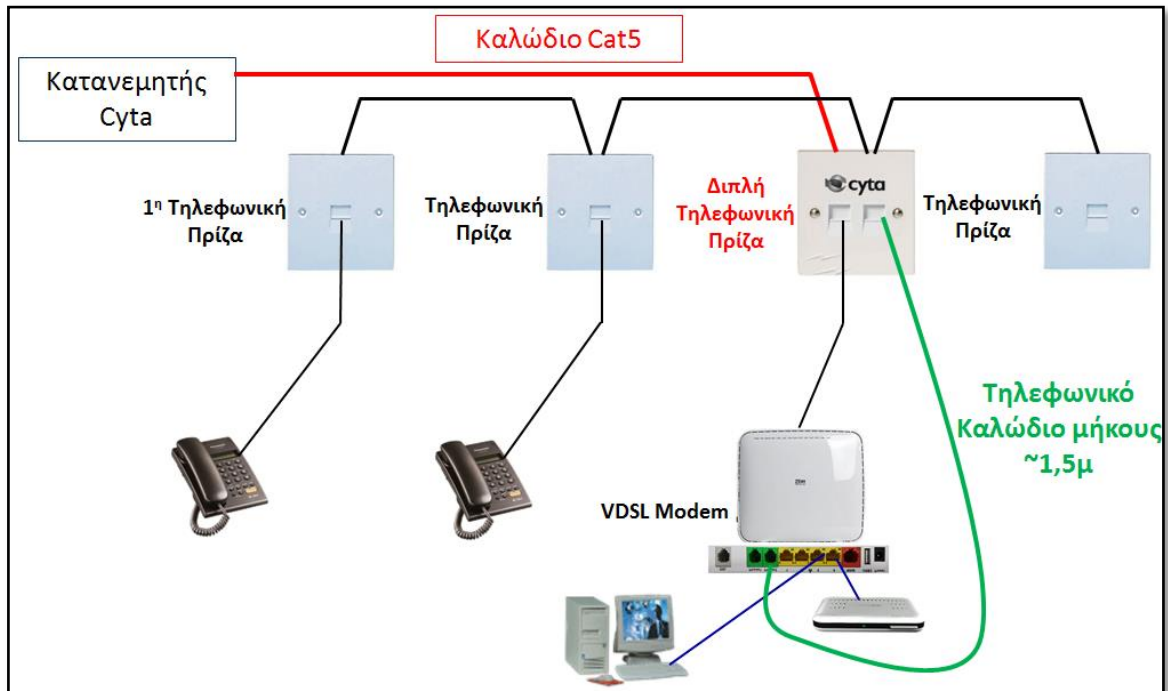 Καλώδιο Cat5
Κατανεμητής
Cyta
1η Τηλεφωνική
Πρίζα
Τηλεφωνική
Πρίζα
Διπλή
Τηλεφωνική
Πρίζα
cyta
Τηλεφωνική
Πρίζα
Τηλεφωνικό
Καλώδιο μήκους
~1,5μ
VDSL Modem